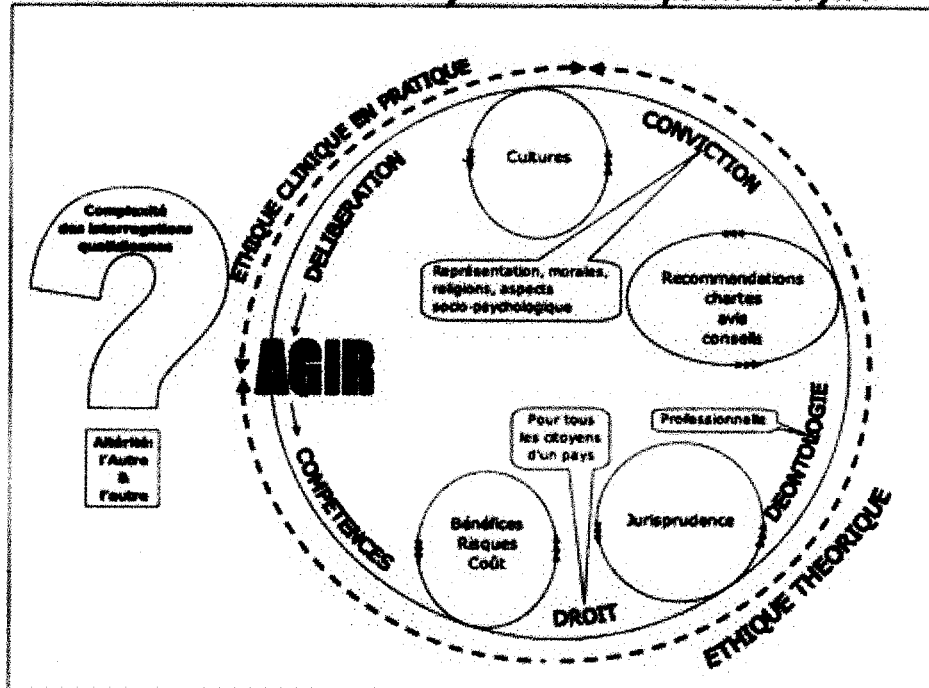 ETHIQUE CLINIQUE EN PRATIQUE
DELIBERATION
CONVICTION
Cultures
Complexité
des interrogations
quotidiennes
Représentation, morales,
religions, aspects
socio-psychologique
Recommendations
chartes
avis
conseils
AGIR
Altérité:
l'Autre
&
l'autre
Pour tous
les citoyens
d'un pays
Professionnelle
DEONTOLOGIE
COMPETENCES
Bénéfices
Risques
Coût
Jurisprudence
DROIT
ETHIQUE THEORIQUE